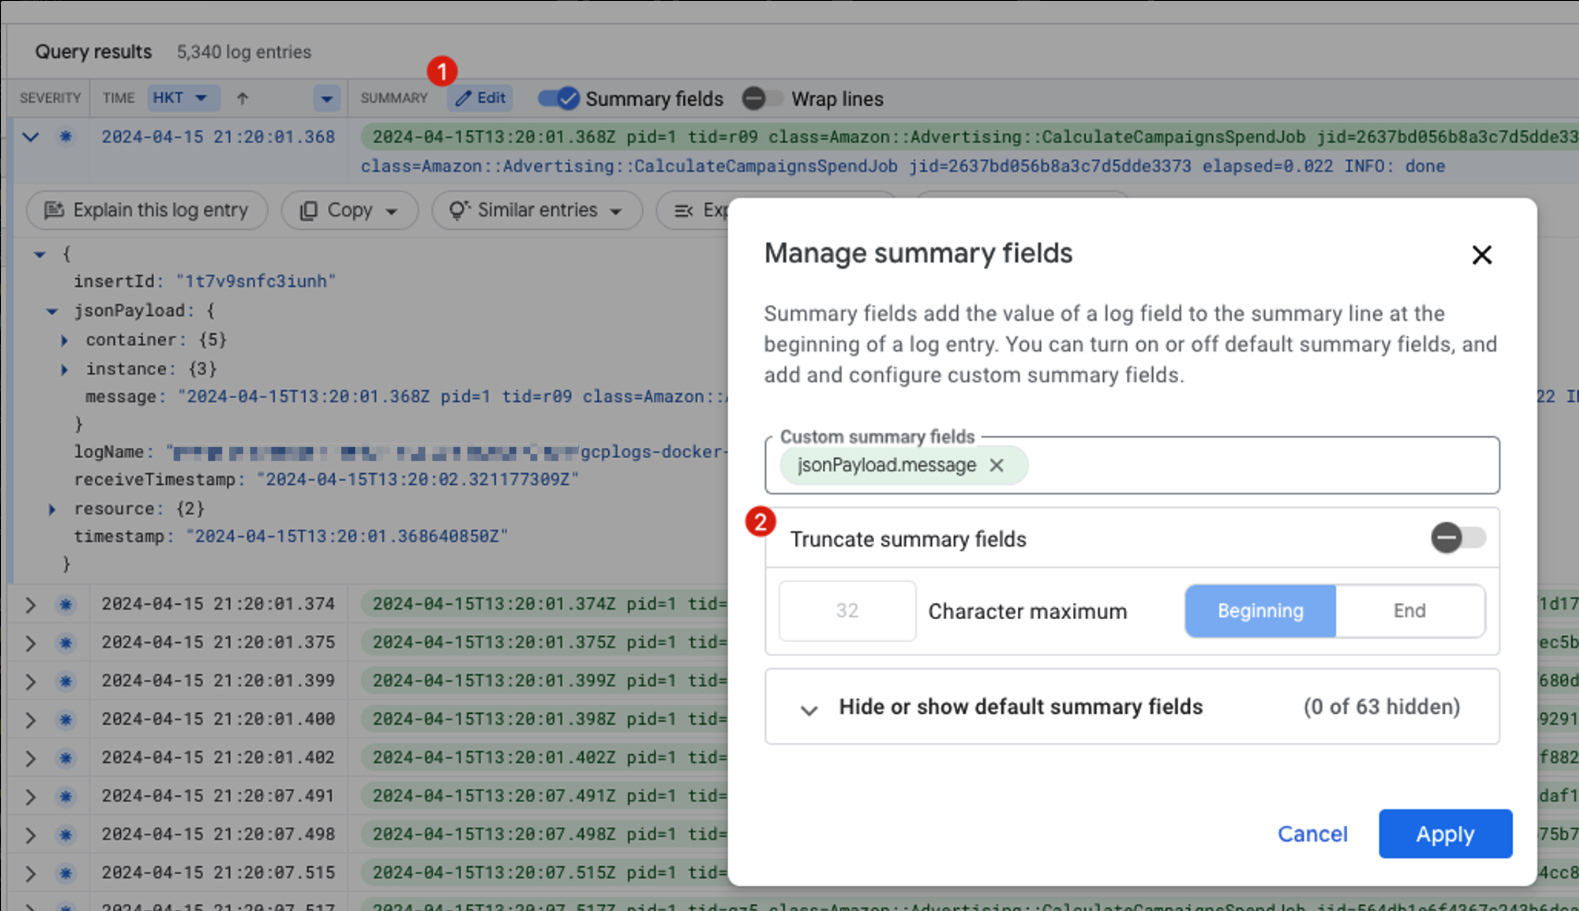 Query results 5,340 log entries
1
SEVERITY TIME HKT SUMMARY Edit Summary fields Wrap lines
2024-04-15 21:20:01.368 2024-04-15T13:20:01.368Z pid=1 tid=r09 class=Amazon::Advertising::CalculateCampaignsSpendJob jid=2637bd056b8a3c7d5dde33
class=Amazon::Advertising::CalculateCampaignsSpendJob jid=2637bd056b8a3c7d5dde3373 elapsed=0.022 INFO: done
Explain this log entry Copy Similar entries Exp
{
insertId: "1t7v9snfc3iunh"
jsonPayload: {
container: {5}
instance: {3}
message: "2024-04-15T13:20:01.368Z pid=1 tid=r09 class=Amazon:: 22 I
}
logName: " gcplogs-docker-
receiveTimestamp: "2024-04-15T13:20:02.321177309Z"
resource: {2}
timestamp: "2024-04-15T13:20:01.368640850Z"
}
2024-04-15 21:20:01.374 2024-04-15T13:20:01.374Z pid=1 tid= 1d17
2024-04-15 21:20:01.375 2024-04-15T13:20:01.375Z pid=1 tid= ec5b
2024-04-15 21:20:01.399 2024-04-15T13:20:01.399Z pid=1 tid= 680d
2024-04-15 21:20:01.400 2024-04-15T13:20:01.398Z pid=1 tid= 9291
2024-04-15 21:20:01.402 2024-04-15T13:20:01.402Z pid=1 tid= f882
2024-04-15 21:20:07.491 2024-04-15T13:20:07.491Z pid=1 tid= daf1
2024-04-15 21:20:07.498 2024-04-15T13:20:07.498Z pid=1 tid= 75b7
2024-04-15 21:20:07.515 2024-04-15T13:20:07.515Z pid=1 tid= 4cc8
Manage summary fields
Summary fields add the value of a log field to the summary line at the
beginning of a log entry. You can turn on or off default summary fields, and
add and configure custom summary fields.
Custom summary fields
jsonPayload.message
2
Truncate summary fields
32 Character maximum Beginning End
Hide or show default summary fields (0 of 63 hidden)
Cancel Apply